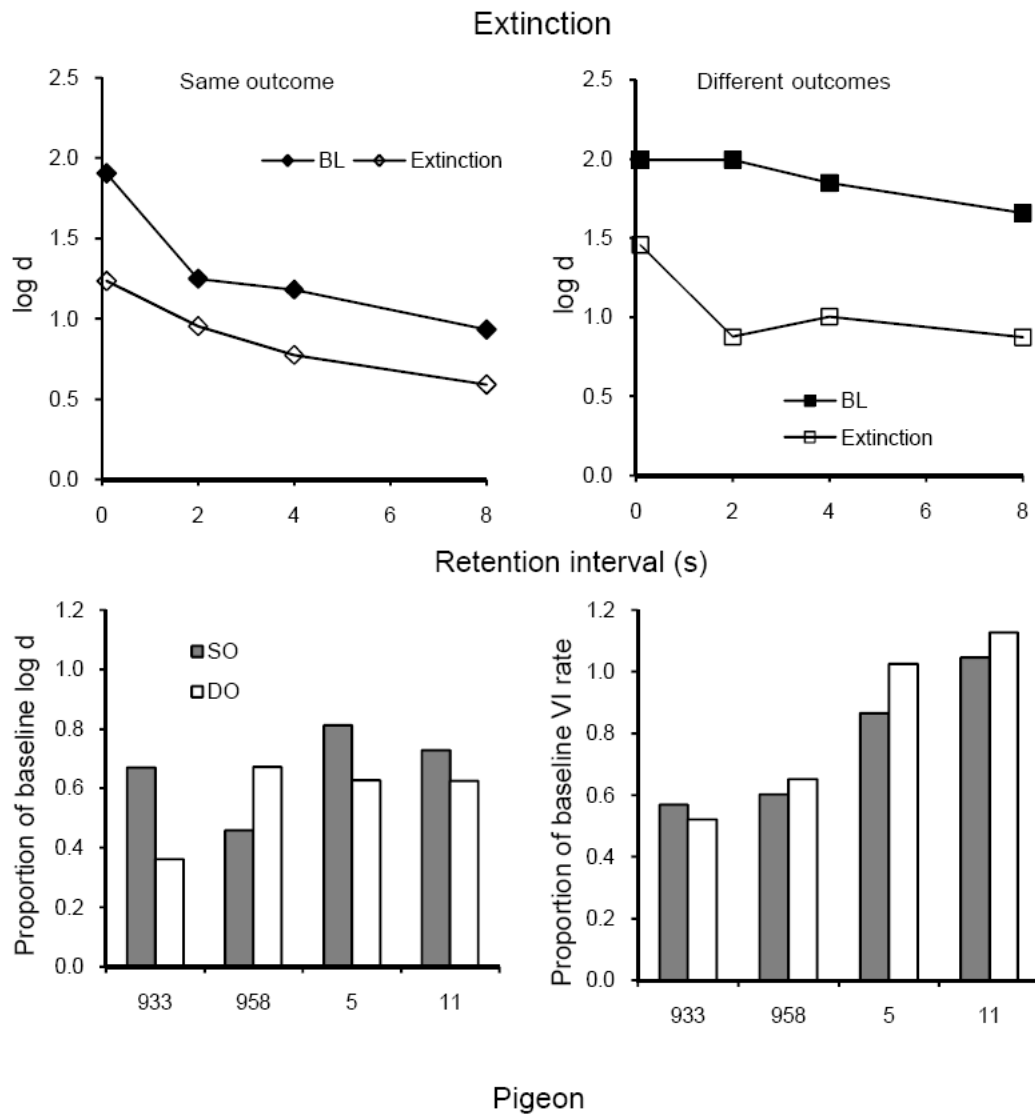 Extinction
Same outcome
BL
Extinction
log d
2.5
2.0
1.5
1.0
0.5
0.0
0 2 4 6 8
Different outcomes
BL
Extinction
log d
2.5
2.0
1.5
1.0
0.5
0.0
0 2 4 6 8
Retention interval (s)
SO
DO
Proportion of baseline log d
1.2
1.0
0.8
0.6
0.4
0.2
0.0
933 958 5 11
Proportion of baseline VI rate
1.2
1.0
0.8
0.6
0.4
0.2
0.0
933 958 5 11
Pigeon